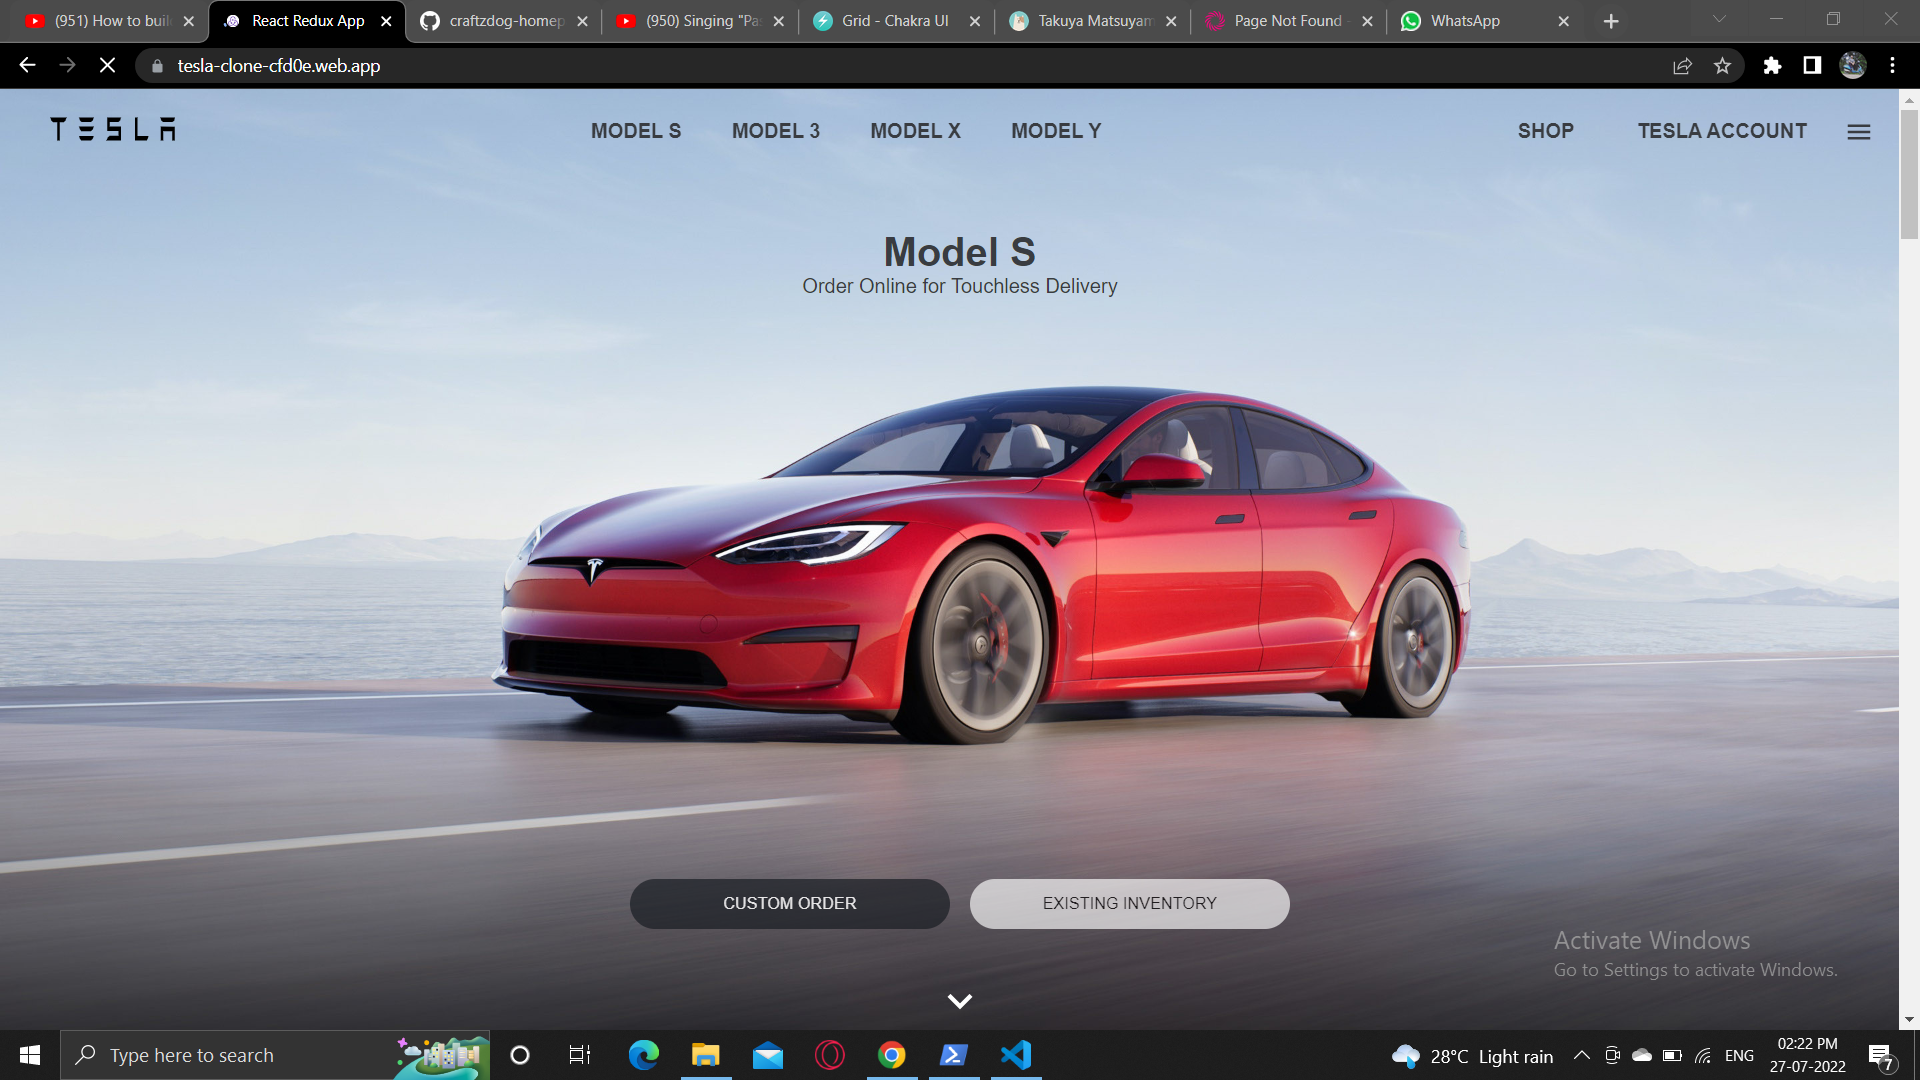 (951) How to buil
React Redux App
craftzdog-homep
(950) Singing "Pa
Grid - Chakra UI
Takuya Matsuyam
Page Not Found -
WhatsApp
tesla-clone-cfd0e.web.app
TESLA
MODEL S
MODEL 3
MODEL X
MODEL Y
SHOP
TESLA ACCOUNT
Model S
Order Online for Touchless Delivery
CUSTOM ORDER
EXISTING INVENTORY
Activate Windows
Go to Settings to activate Windows.
Type here to search
28°C Light rain
ENG
02:22 PM
27-07-2022
7